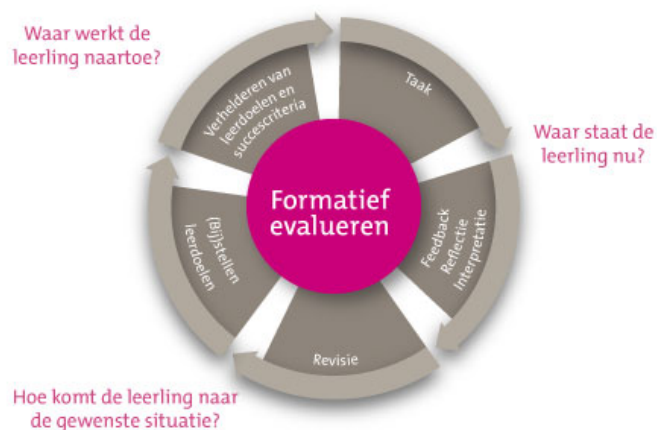 Waar werkt de
leerling naartoe?
Verhelderen van
leerdoelen en
succescriteria
Taak
Waar staat de
leerling nu?
Formatief
evalueren
Feedback
Reflectie
Interpretatie
(Bij)stellen
leerdoelen
Revisie
Hoe komt de leerling naar
de gewenste situatie?